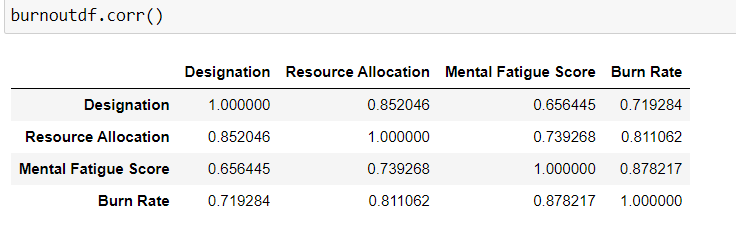 burnoutdf.corr()
Designation Resource Allocation Mental Fatigue Score Burn Rate
Designation 1.000000 0.852046 0.656445 0.719284
Resource Allocation 0.852046 1.000000 0.739268 0.811062
Mental Fatigue Score 0.656445 0.739268 1.000000 0.878217
Burn Rate 0.719284 0.811062 0.878217 1.000000